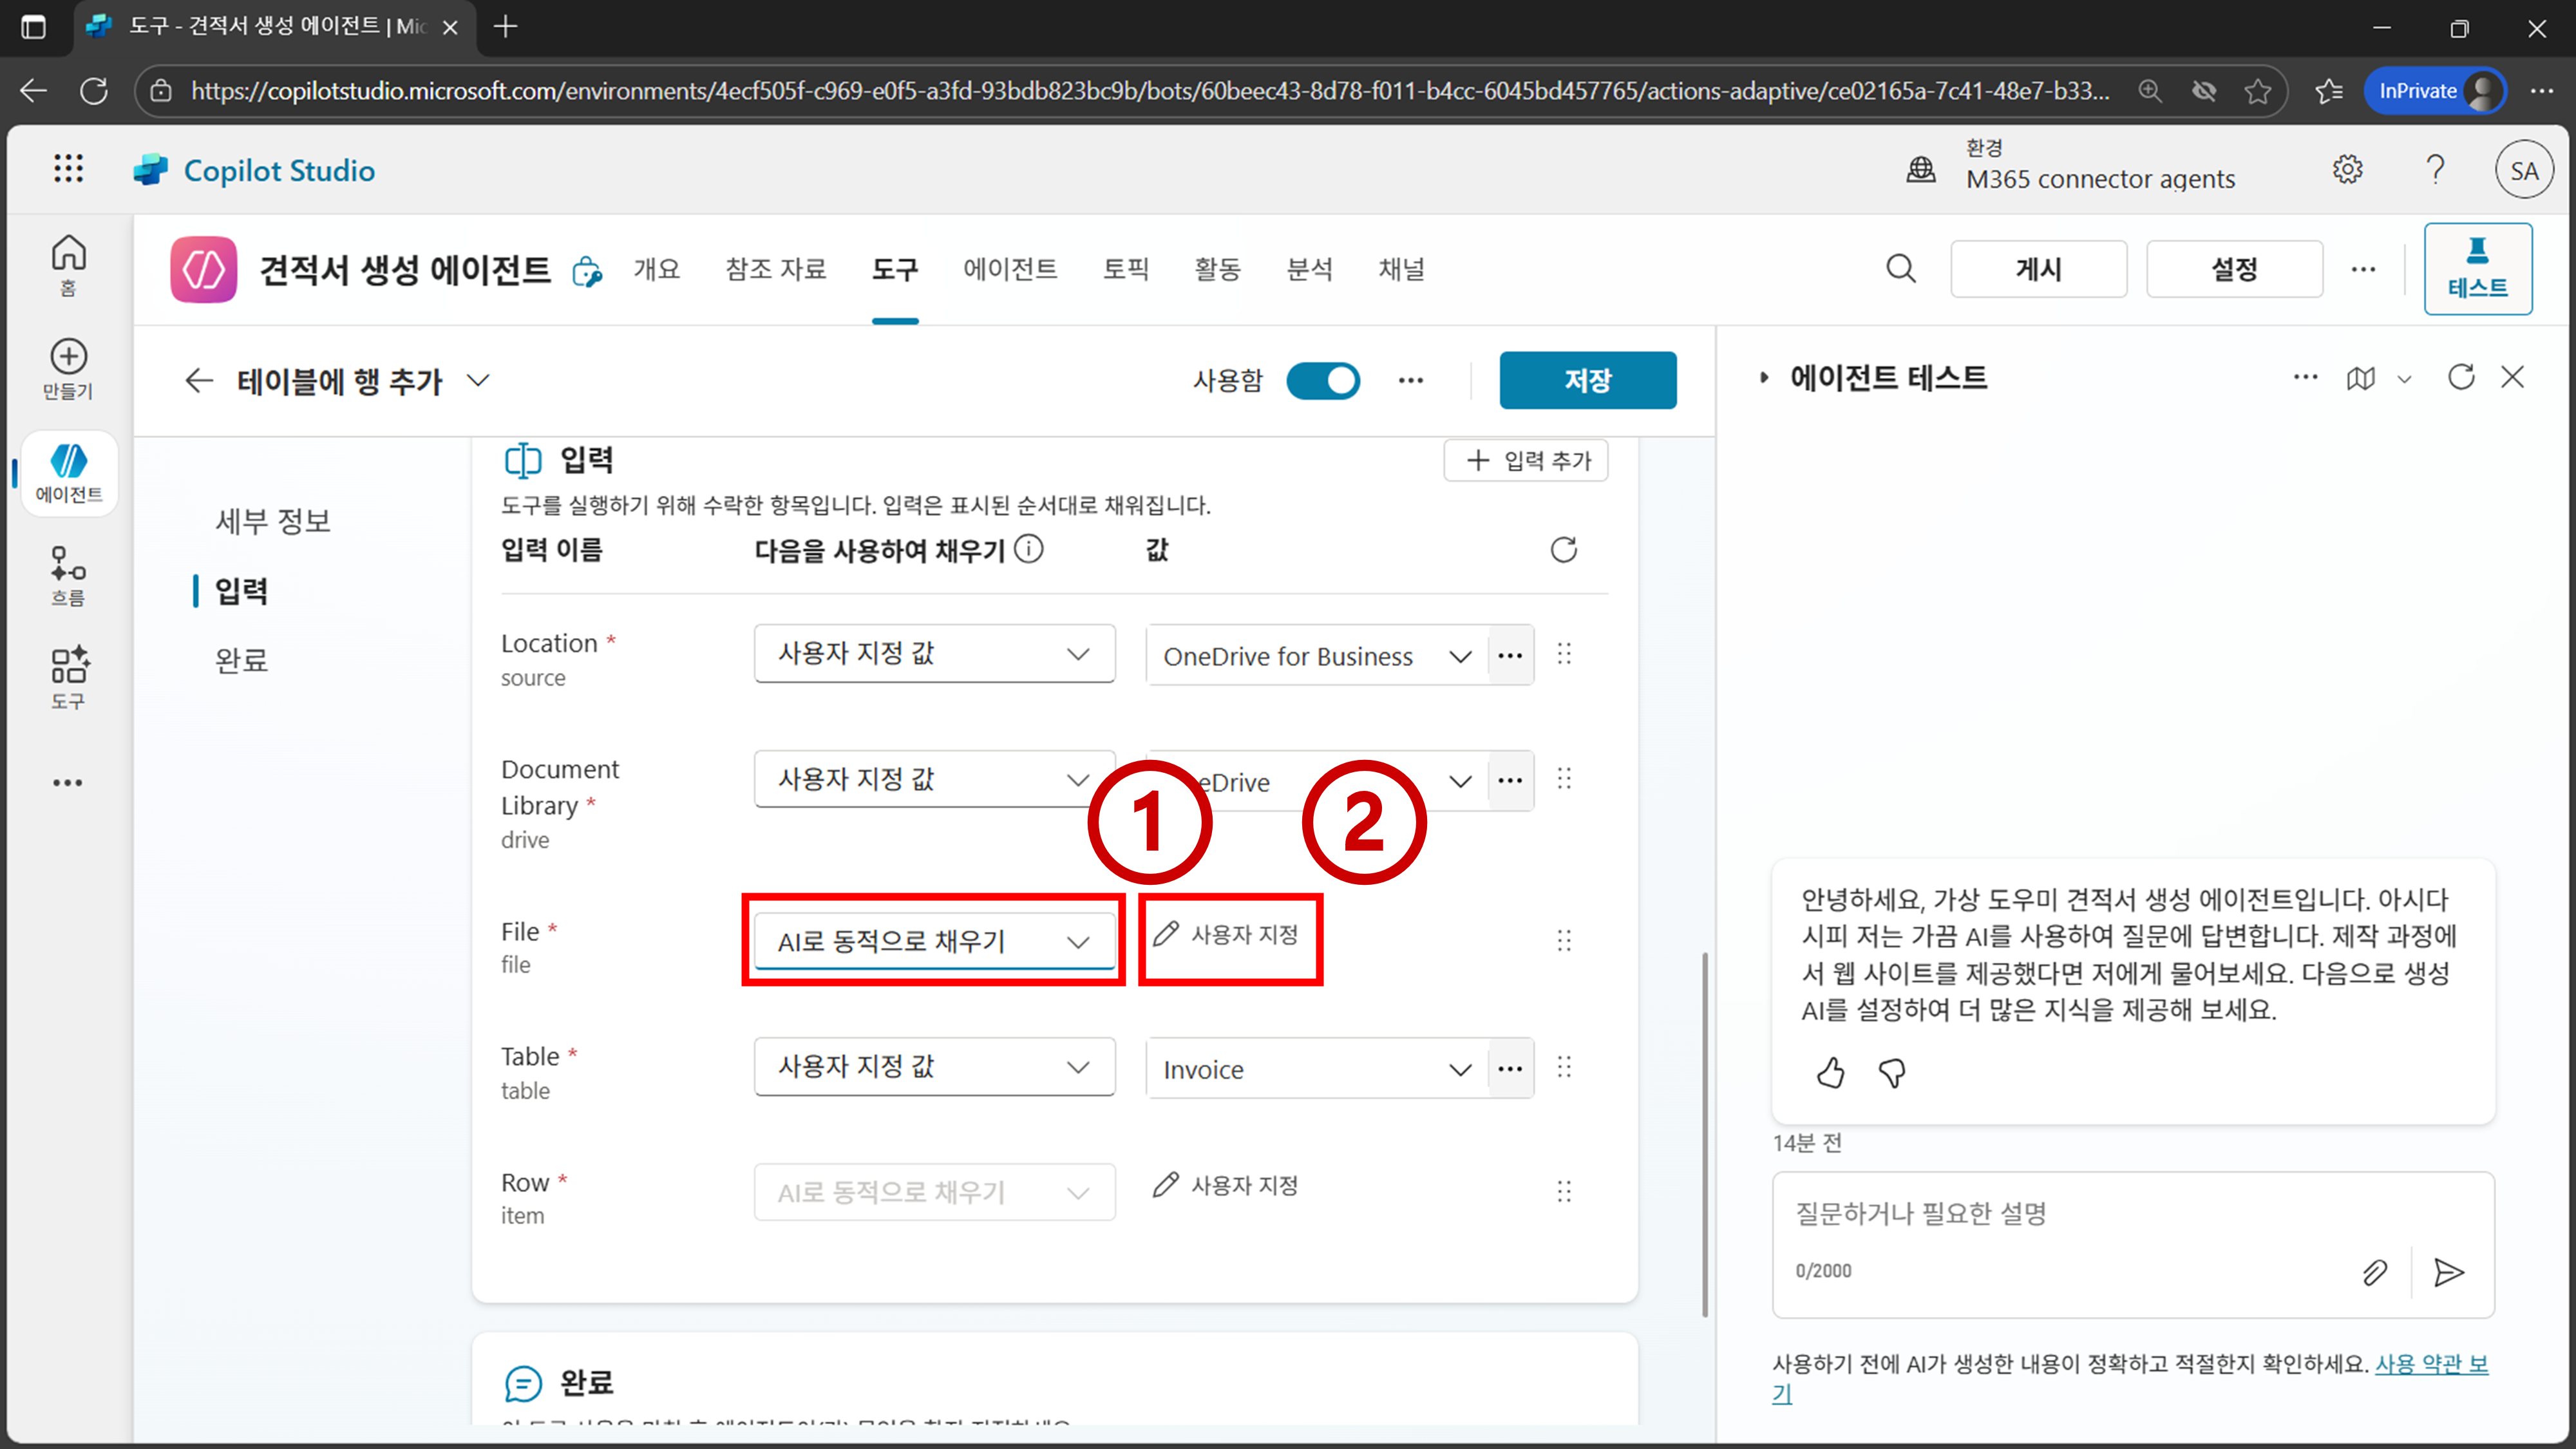 도구 - 견적서 생성 에이전트 | Mic
https://copilotstudio.microsoft.com/environments/4ecf505f-c969-e0f5-a3fd-93bdb823bc9b/bots/60beec43-8d78-f011-b4cc-6045bd457765/actions-adaptive/ce02165a-7c41-48e7-b33...
InPrivate
Copilot Studio
환경
M365 connector agents
SA
홈
만들기
에이전트
흐름
도구
견적서 생성 에이전트
개요
참조 자료
도구
에이전트
토픽
활동
분석
채널
게시
설정
테스트
테이블에 행 추가
사용함
저장
세부 정보
입력
완료
입력
입력 추가
도구를 실행하기 위해 수락한 항목입니다. 입력은 표시된 순서대로 채워집니다.
입력 이름
다음을 사용하여 채우기
값
Location *
source
사용자 지정 값
OneDrive for Business
Document
Library *
drive
사용자 지정 값
eDrive
1
2
File *
file
AI로 동적으로 채우기
사용자 지정
Table *
table
사용자 지정 값
Invoice
Row *
item
AI로 동적으로 채우기
사용자 지정
완료
에이전트 테스트
안녕하세요, 가상 도우미 견적서 생성 에이전트입니다. 아시다
시피 저는 가끔 AI를 사용하여 질문에 답변합니다. 제작 과정에
서 웹 사이트를 제공했다면 저에게 물어보세요. 다음으로 생성
AI를 설정하여 더 많은 지식을 제공해 보세요.
14분 전
질문하거나 필요한 설명
0/2000
사용하기 전에 AI가 생성한 내용이 정확하고 적절한지 확인하세요. 사용 약관 보
기